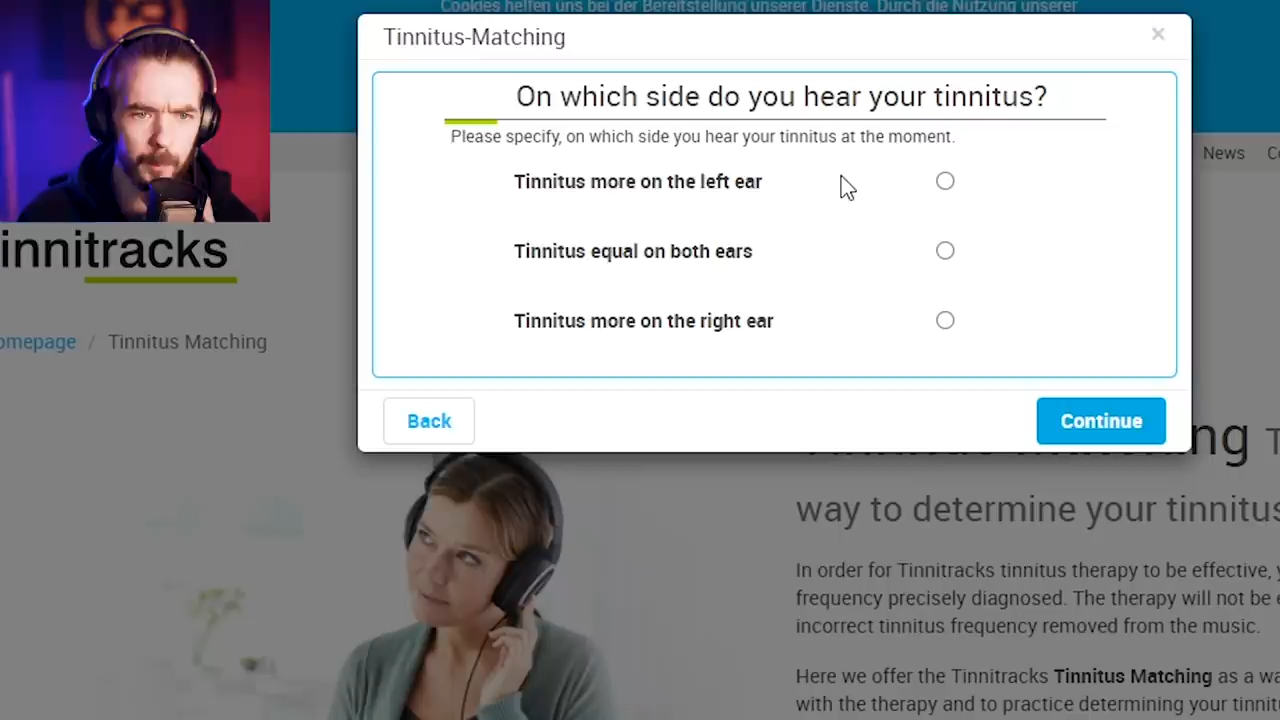 Cookies helfen uns bei der Bereitstellung unserer Dienste. Durch die Nutzung unserer
Tinnitus-Matching
×
On which side do you hear your tinnitus?
Please specify, on which side you hear your tinnitus at the moment.
Tinnitus more on the left ear
Tinnitus equal on both ears
Tinnitus more on the right ear
Back
Continue
News
innitracks
omepage / Tinnitus Matching
way to determine your tinnitus
In order for Tinnitracks tinnitus therapy to be effective,
frequency precisely diagnosed. The therapy will not be
incorrect tinnitus frequency removed from the music.
Here we offer the Tinnitracks Tinnitus Matching as a
with the therapy and to practice determining your